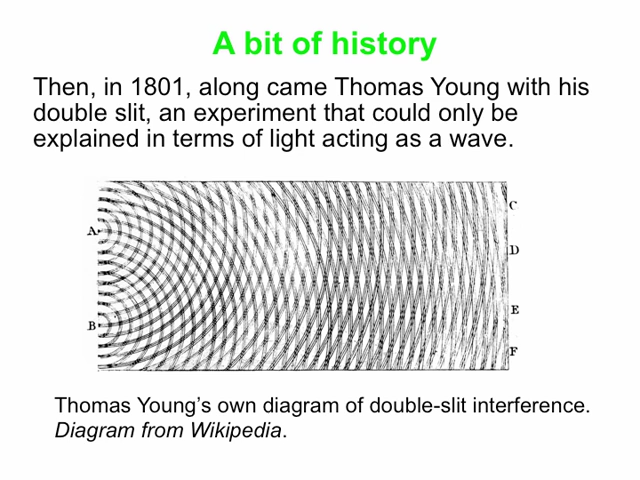 A bit of history
Then, in 1801, along came Thomas Young with his
double slit, an experiment that could only be
explained in terms of light acting as a wave.
C
A
D
E
B
F
Thomas Young’s own diagram of double-slit interference.
Diagram from Wikipedia.